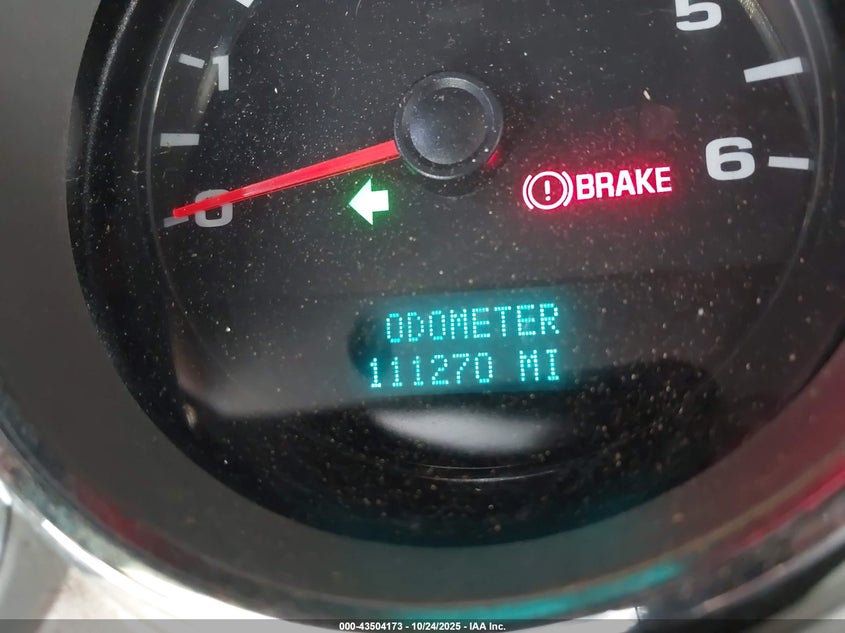 5
1
6
0
BRAKE
ODOMETER
111270 MI
000-43504173 - 10/24/2025 - IAA Inc.